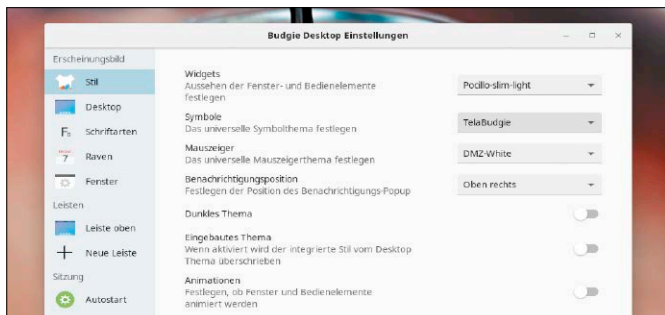 Budgie Desktop Einstellungen
Erscheinungsbild
Stil
Desktop
Schriftarten
Raven
Fenster
Leisten
Leiste oben
Neue Leiste
Sitzung
Autostart
Widgets
Aussehen der Fenster- und Bedienelemente
festlegen
Pocillo-slim-light
Symbole
Das universelle Symbolthema festlegen
TelaBudgie
Mauszeiger
Das universelle Mauszeigerthema festlegen
DMZ-White
Benachrichtigungsposition
Festlegen der Position des Benachrichtigungs-Popup
Oben rechts
Dunkles Thema
Eingebautes Thema
Wenn aktiviert wird der integrierte Stil vom Desktop
Thema überschrieben
Animationen
Festlegen, ob Fenster und Bedienelemente
animiert werden